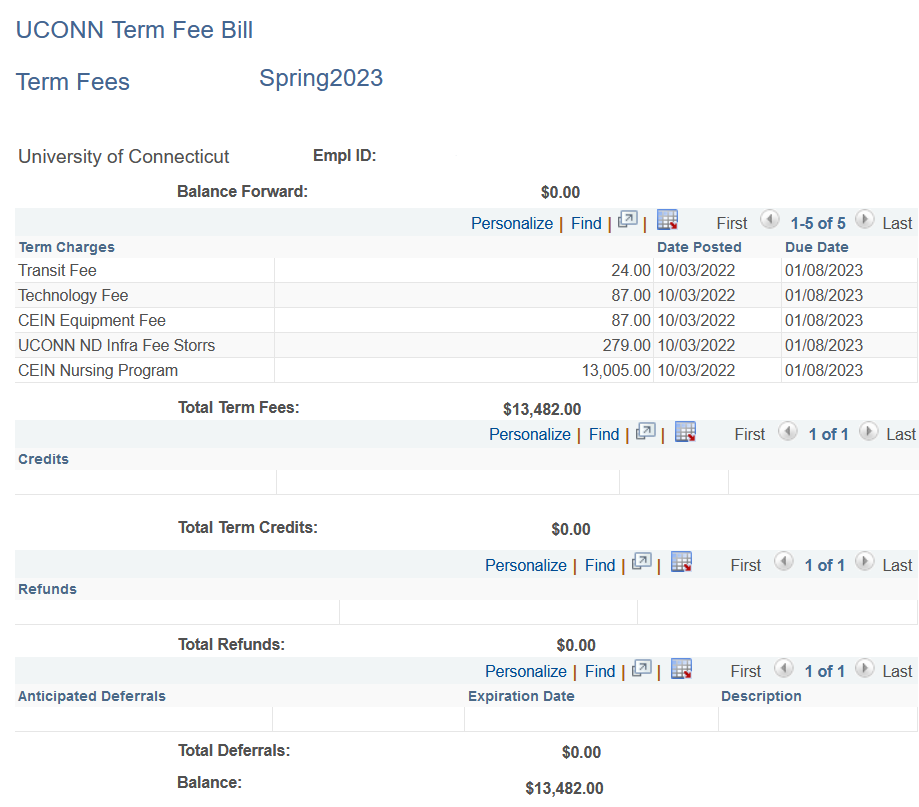 UCONN Term Fee Bill
Term Fees Spring2023
University of Connecticut Empl ID:
Balance Forward: $0.00
Personalize | Find | | First 1-5 of 5 Last
Term Charges Date Posted Due Date
Transit Fee 24.00 10/03/2022 01/08/2023
Technology Fee 87.00 10/03/2022 01/08/2023
CEIN Equipment Fee 87.00 10/03/2022 01/08/2023
UCONN ND Infra Fee Storrs 279.00 10/03/2022 01/08/2023
CEIN Nursing Program 13,005.00 10/03/2022 01/08/2023
Total Term Fees: $13,482.00
Personalize | Find | | First 1 of 1 Last
Credits
Total Term Credits: $0.00
Personalize | Find | | First 1 of 1 Last
Refunds
Total Refunds: $0.00
Personalize | Find | | First 1 of 1 Last
Anticipated Deferrals Expiration Date Description
Total Deferrals: $0.00
Balance: $13,482.00